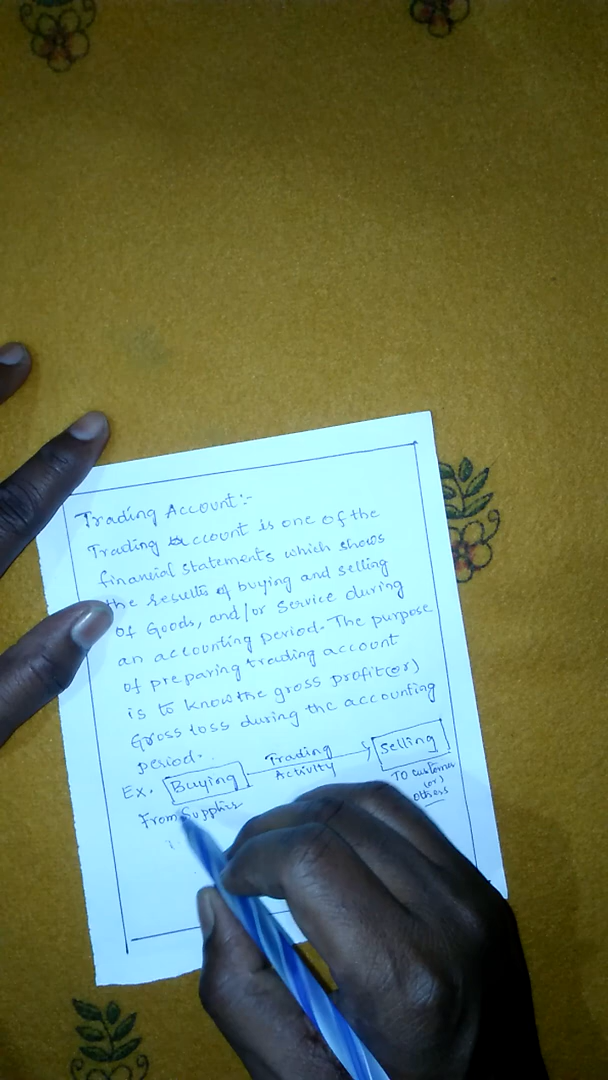 Trading Account:-
Trading Account is one of the
financial statements which shows
the results of buying and selling
of Goods, and/or Service during
an accounting period. The purpose
of preparing trading account
is to know the gross profit (or)
Gross loss during the accounting
period.
Ex. Buying Trading Activity Selling
From Supplies
To customer
(or)
others